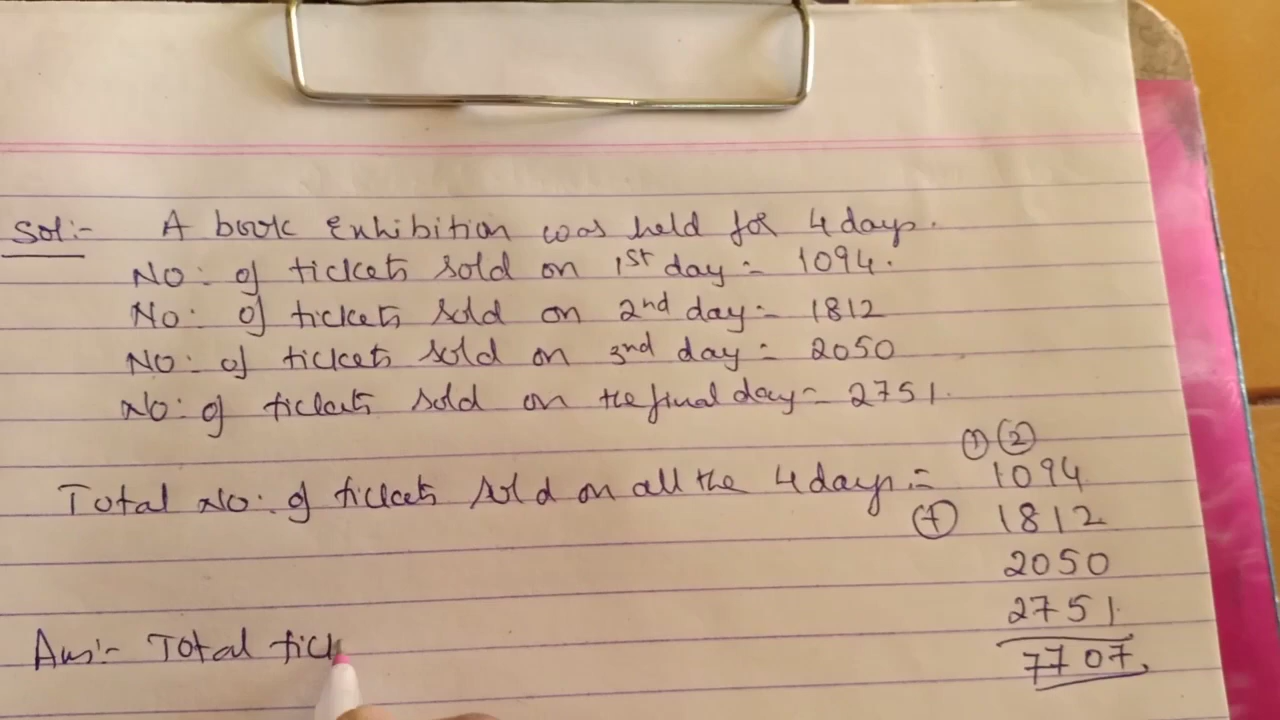 Sol:- A book Exhibition was held for 4 days.
No: of tickets sold on 1st day = 1094.
No: of tickets sold on 2nd day = 1812
No: of tickets sold on 3nd day = 2050
No: of tickets sold on the final day = 2751.
① ②
Total No: of tickets sold on all the 4 days = 1094
(+) 1812
2050
2751.
7707.
Ans:- Total tick